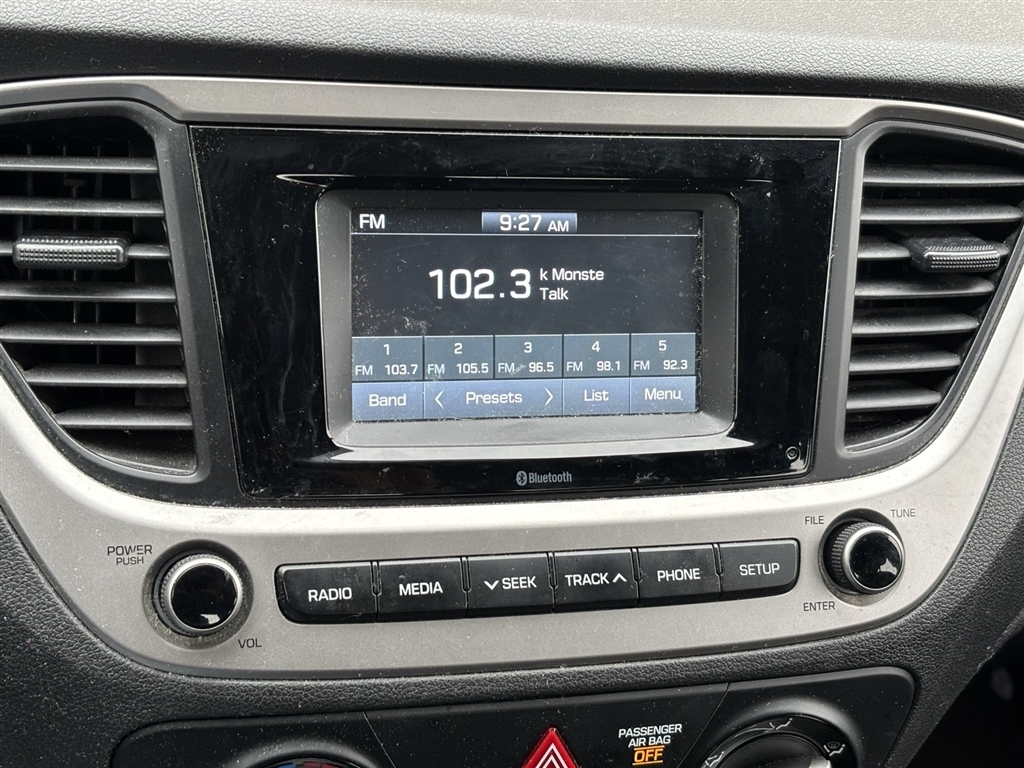 FM 9:27 AM
102.3 k Monste
Talk
1 2 3 4 5
FM 103.7 FM 105.5 FM 96.5 FM 98.1 FM 92.3
Band < Presets > List Menu
Bluetooth
POWER
PUSH
VOL
RADIO MEDIA SEEK TRACK PHONE SETUP
FILE TUNE
ENTER
PASSENGER
AIR BAG
OFF